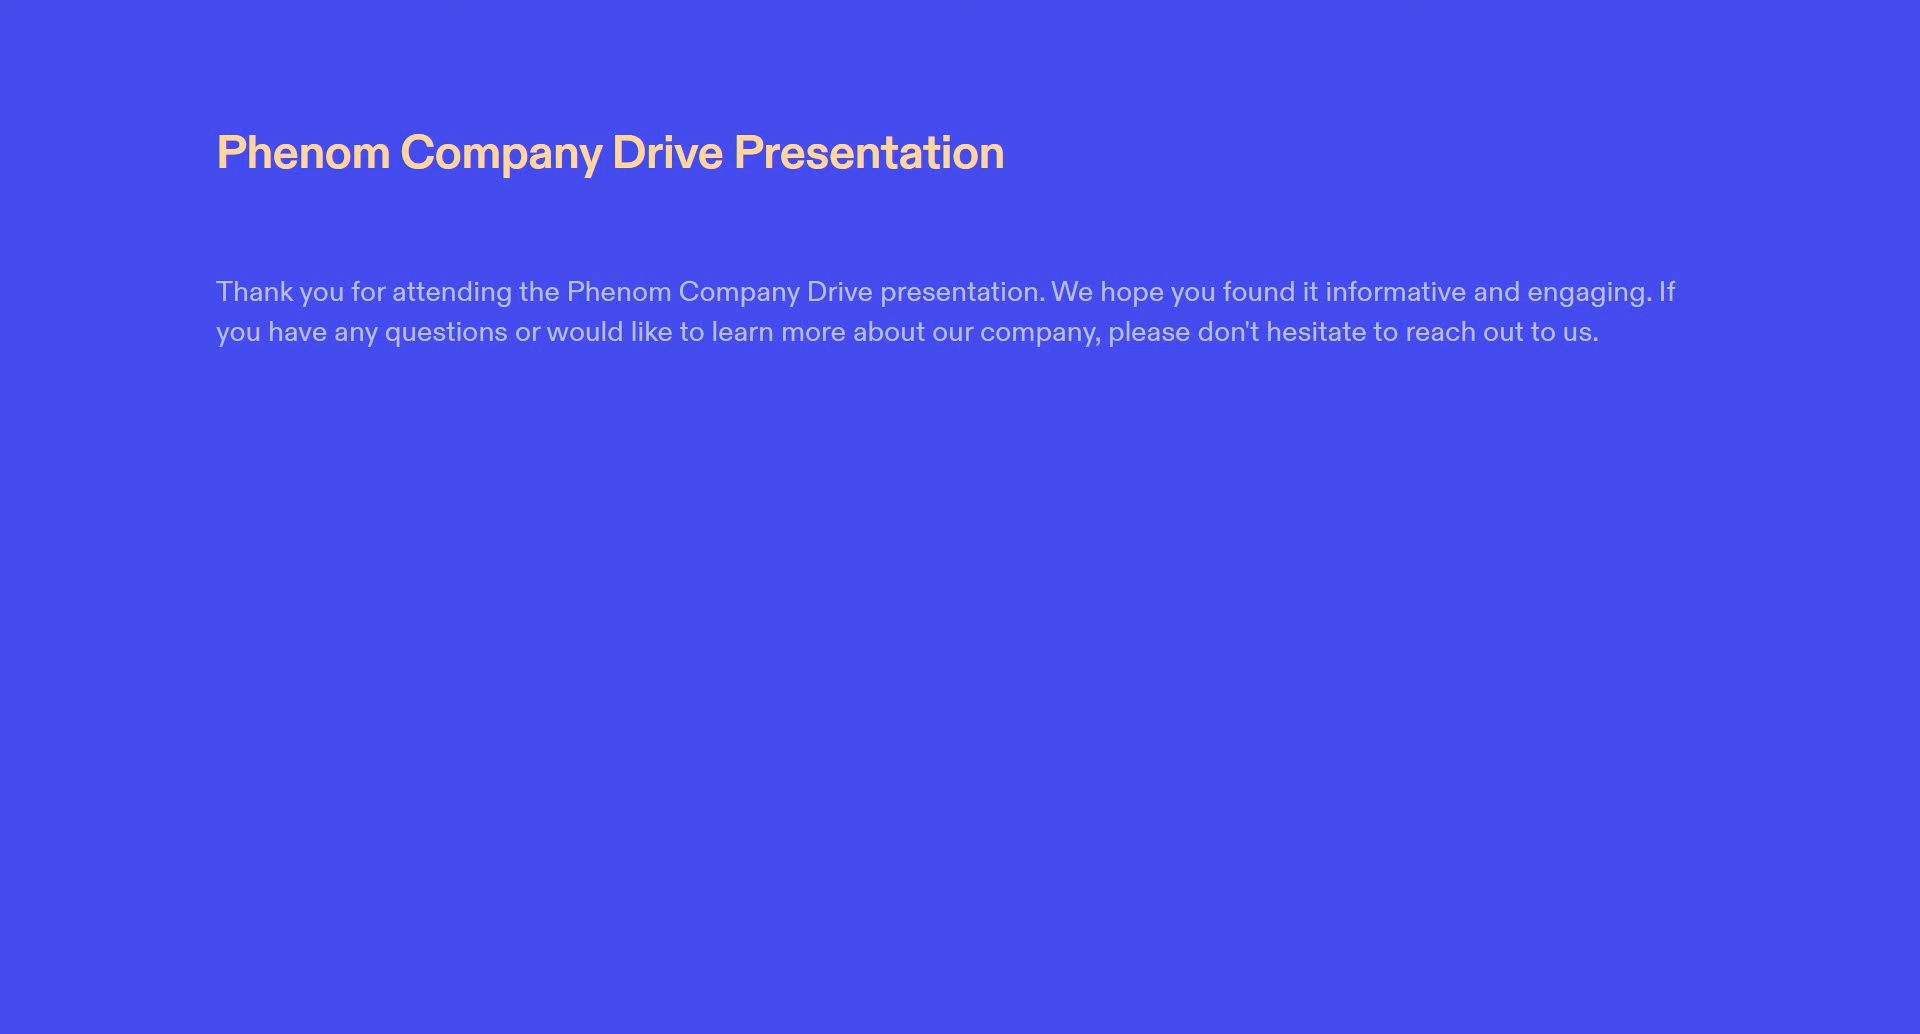 Phenom Company Drive Presentation
Thank you for attending the Phenom Company Drive presentation. We hope you found it informative and engaging. If
you have any questions or would like to learn more about our company, please don't hesitate to reach out to us.